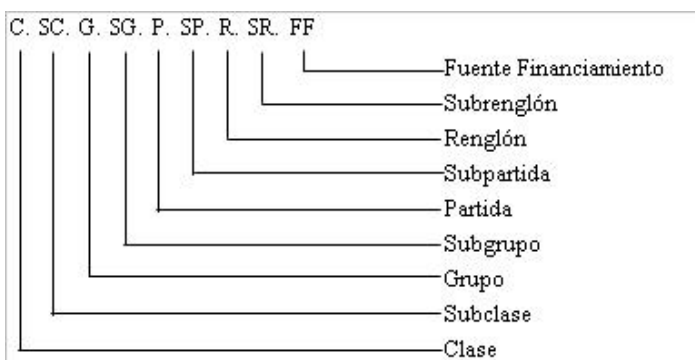 C. SC. G. SG. P. SP. R. SR. FF
Fuente Financiamiento
Subrenglón
Renglón
Subpartida
Partida
Subgrupo
Grupo
Subclase
Clase